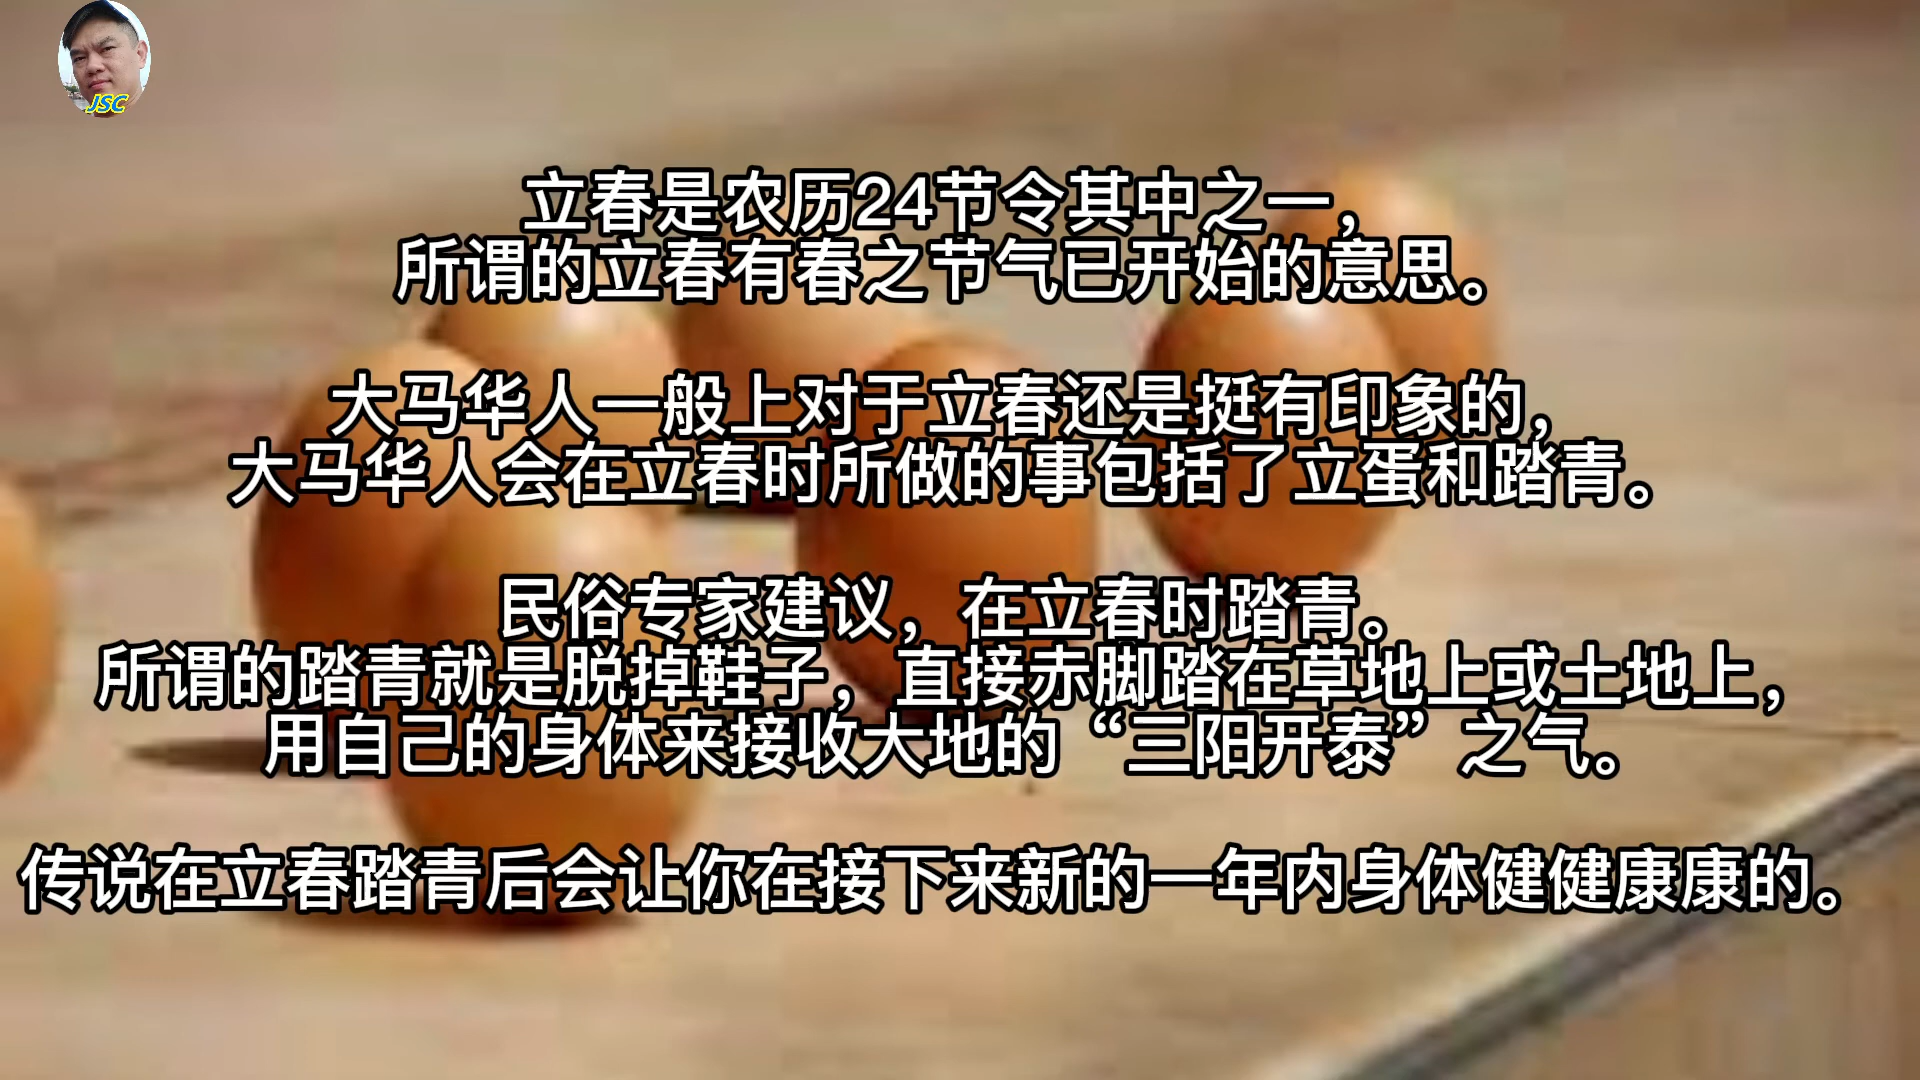 JSC
立春是农历24节令其中之一，
所谓的立春有春之节气已开始的意思。
大马华人一般上对于立春还是挺有印象的，
大马华人会在立春时所做的事包括了立蛋和踏青。
民俗专家建议，在立春时踏青。
所谓的踏青就是脱掉鞋子，直接赤脚踏在草地上或土地上，
用自己的身体来接收大地的“三阳开泰”之气。
传说在立春踏青后会让你在接下来新的一年内身体健健康康的。